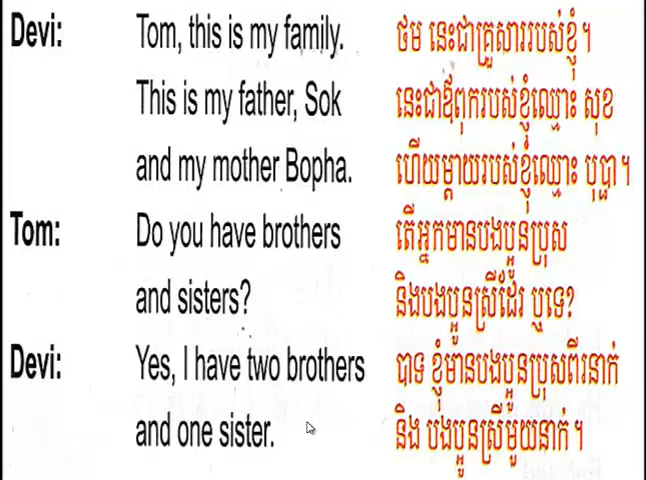 Devi: Tom, this is my family. ថម នេះជាគ្រួសាររបស់ខ្ញុំ។
This is my father, Sok នេះជាឪពុករបស់ខ្ញុំឈ្មោះ សុខ
and my mother Bopha. ហើយម្ដាយរបស់ខ្ញុំឈ្មោះ បុប្ផា។
Tom: Do you have brothers តើអ្នកមានបងប្អូនប្រុស
and sisters? និងបងប្អូនស្រីដែរ ឬទេ?
Devi: Yes, I have two brothers បាទ ខ្ញុំមានបងប្អូនប្រុសពីរនាក់
and one sister. និង បងប្អូនស្រីមួយនាក់។